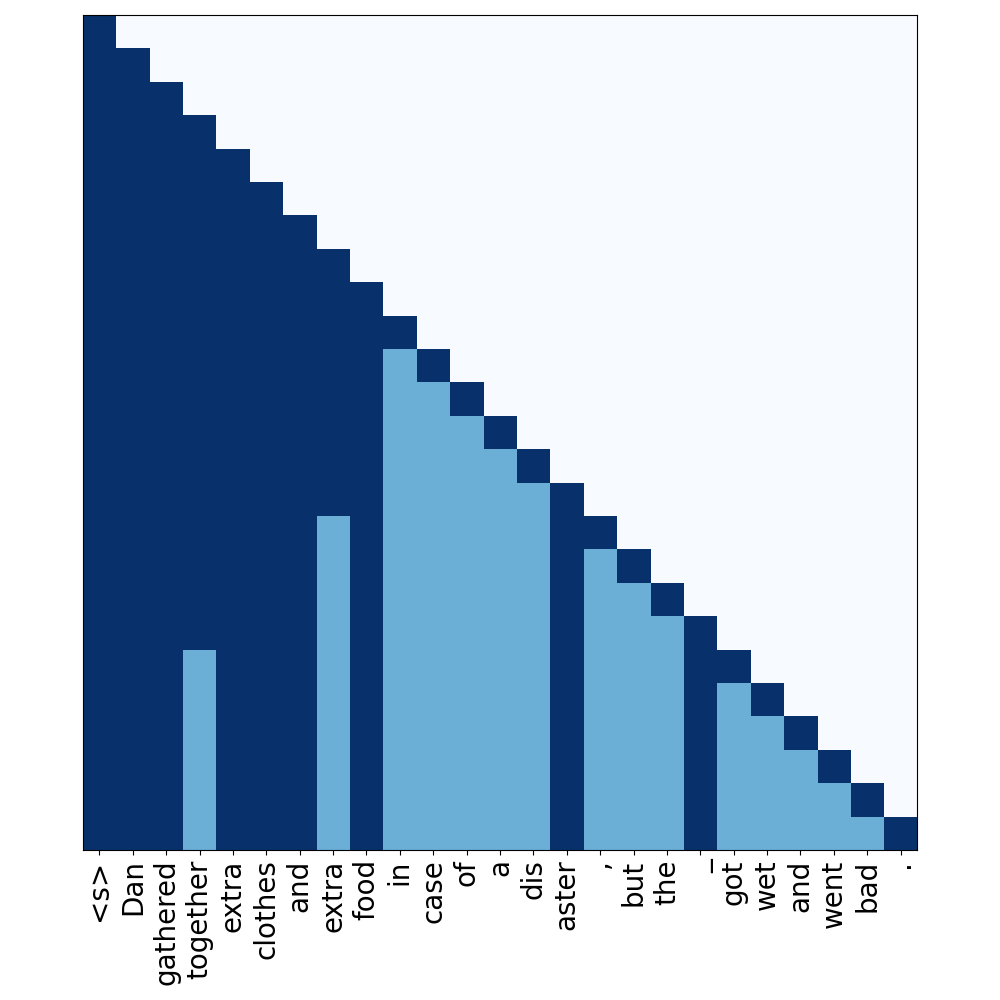 <s>
Dan
gathered
together
extra
clothes
and
extra
food
in
case
of
a
dis
aster
,
but
the
_
got
wet
and
went
bad
.